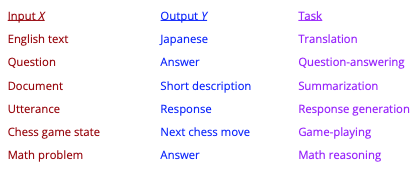 Input X Output Y Task
English text Japanese Translation
Question Answer Question-answering
Document Short description Summarization
Utterance Response Response generation
Chess game state Next chess move Game-playing
Math problem Answer Math reasoning